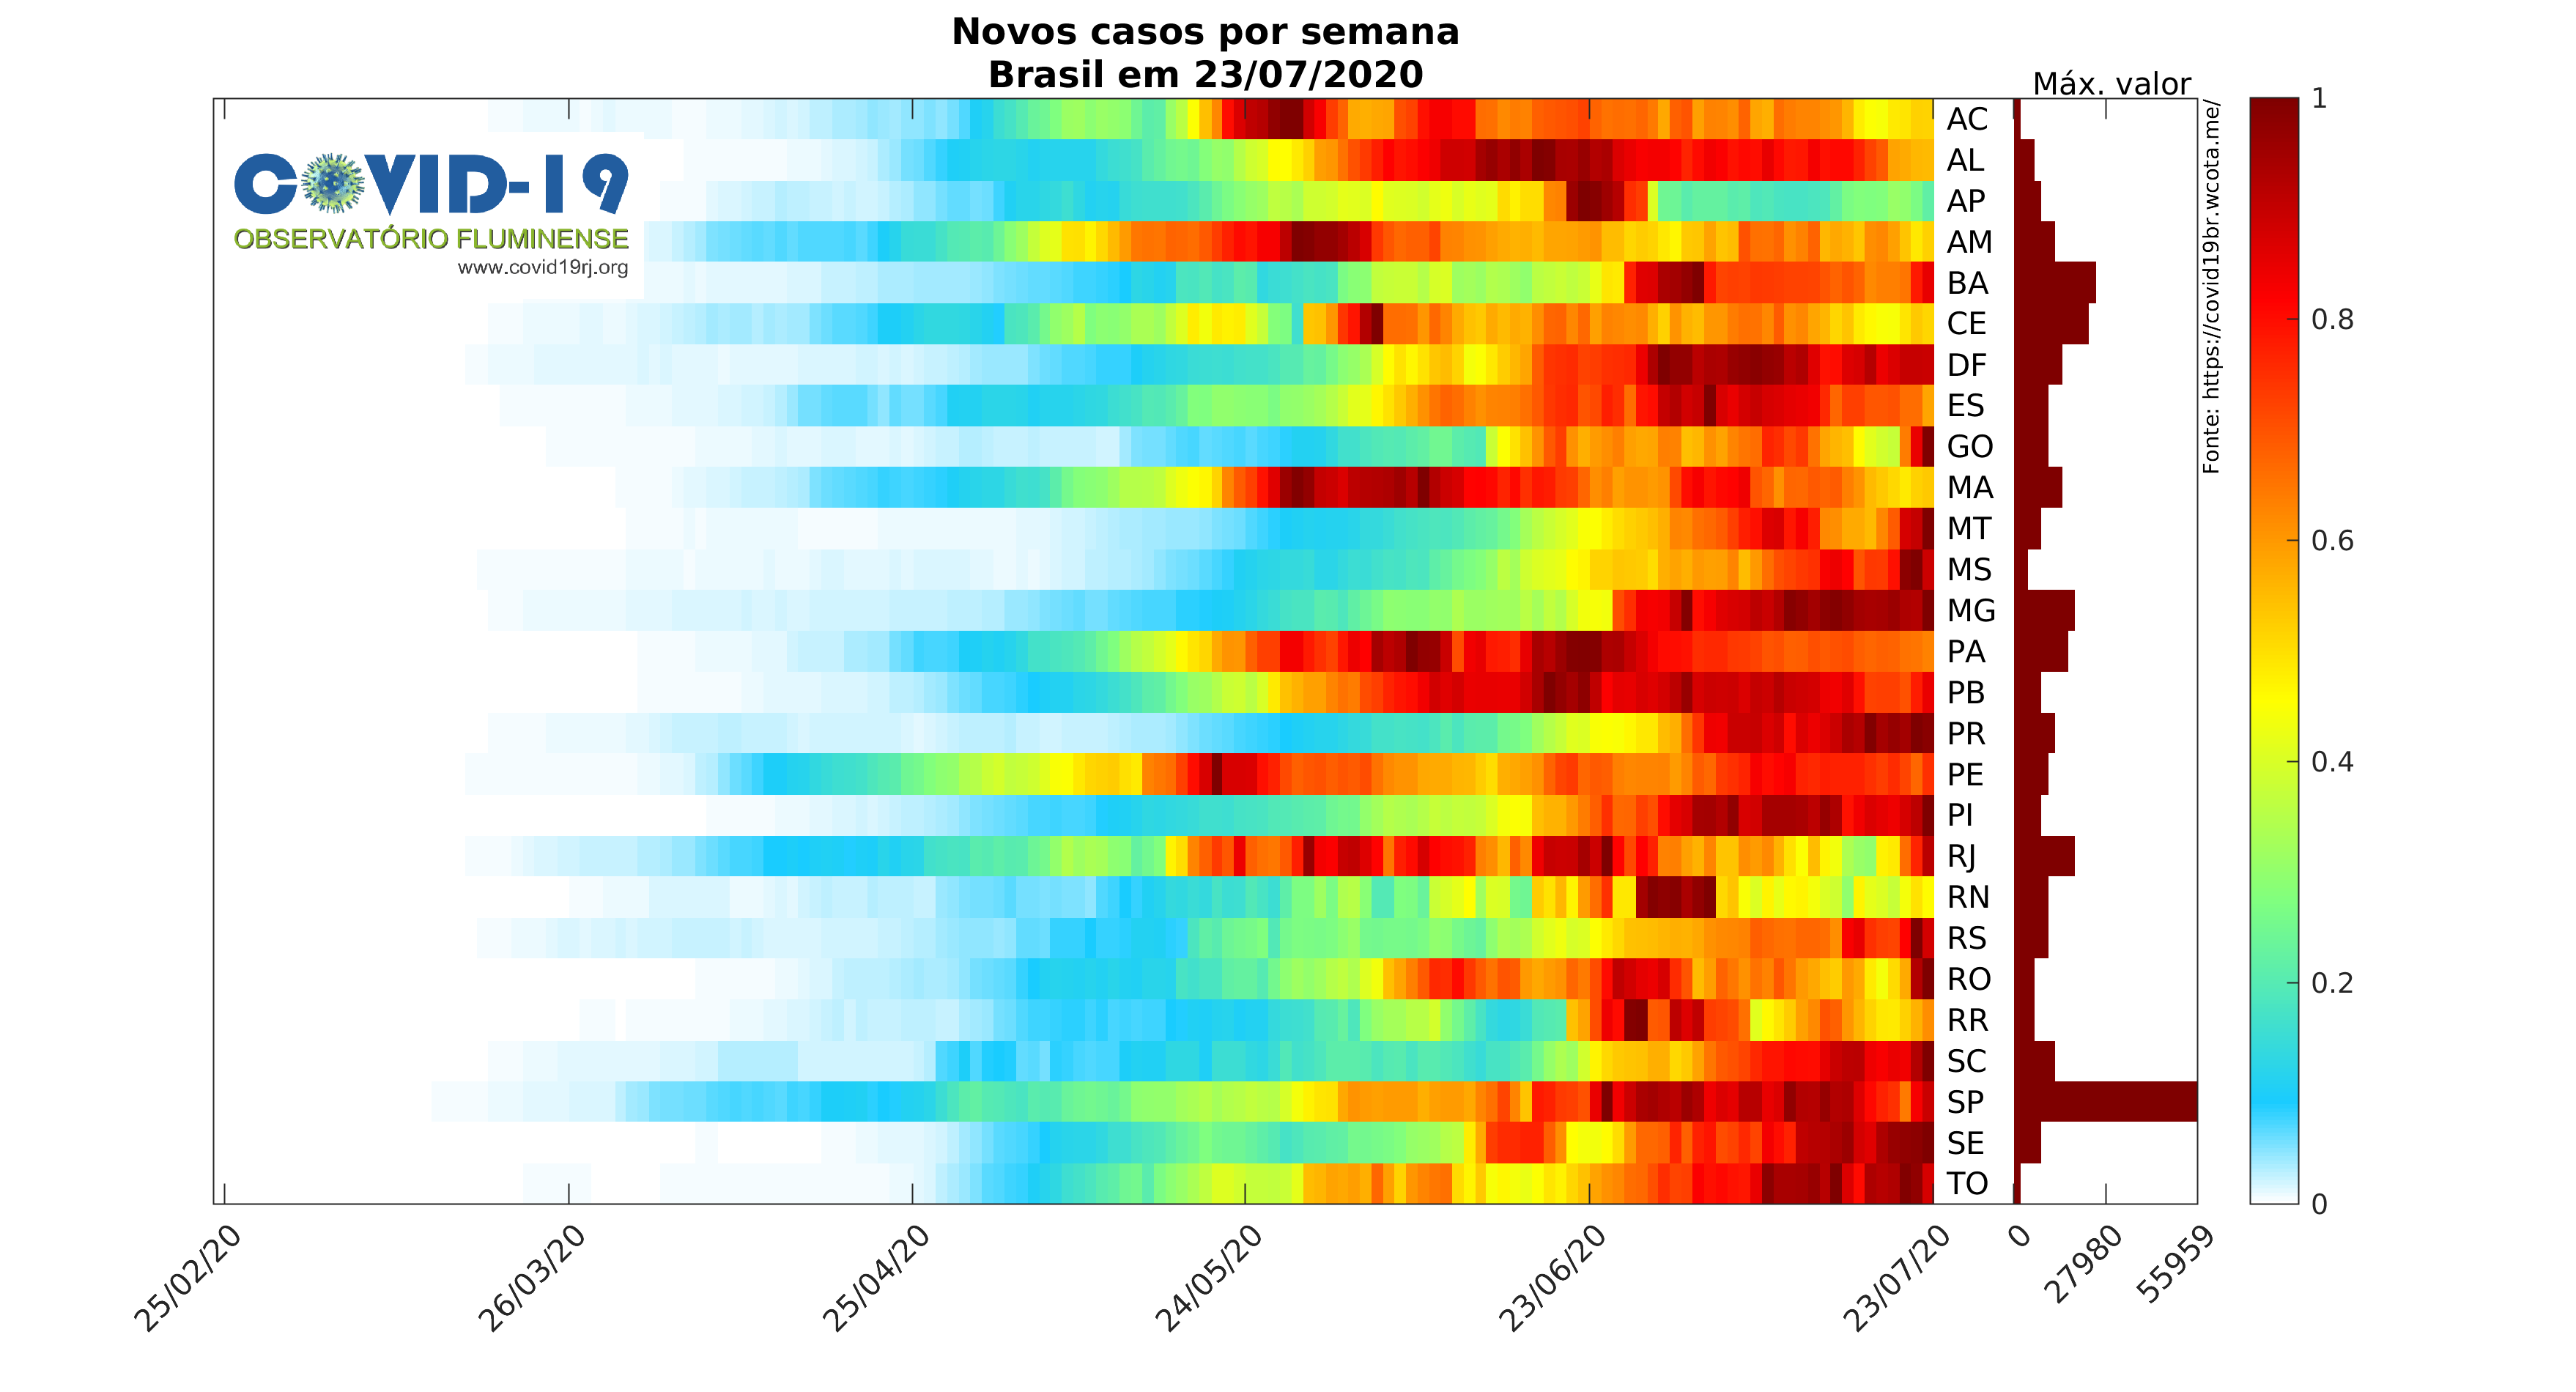 Novos casos por semana
Brasil em 23/07/2020
Máx. valor
COVID-19
OBSERVATÓRIO FLUMINENSE
www.covid19rj.org
AC
AL
AP
AM
BA
CE
DF
ES
GO
MA
MT
MS
MG
PA
PB
PR
PE
PI
RJ
RN
RS
RO
RR
SC
SP
SE
TO
Fonte: https://covid19br.wcota.me/
1
0.8
0.6
0.4
0.2
0
25/02/20
26/03/20
25/04/20
24/05/20
23/06/20
23/07/20
0
27980
55959